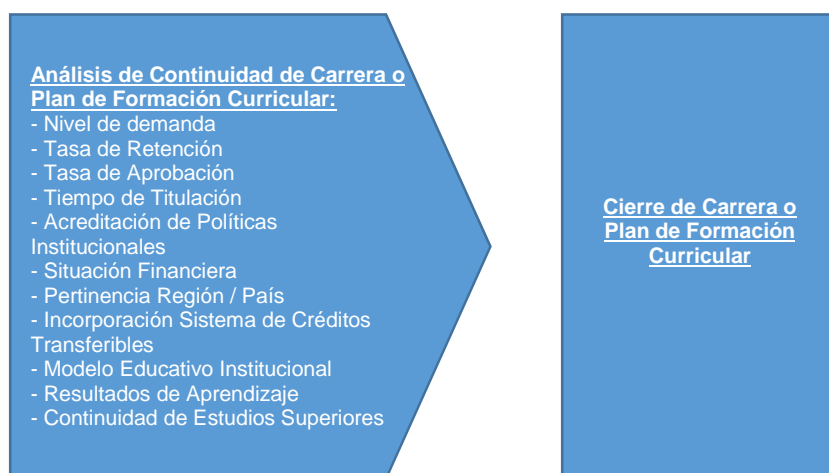 Análisis de Continuidad de Carrera o
Plan de Formación Curricular:
- Nivel de demanda
- Tasa de Retención
- Tasa de Aprobación
- Tiempo de Titulación
- Acreditación de Políticas
Institucionales
- Situación Financiera
- Pertinencia Región / País
- Incorporación Sistema de Créditos
Transferibles
- Modelo Educativo Institucional
- Resultados de Aprendizaje
- Continuidad de Estudios Superiores
Cierre de Carrera o
Plan de Formación
Curricular